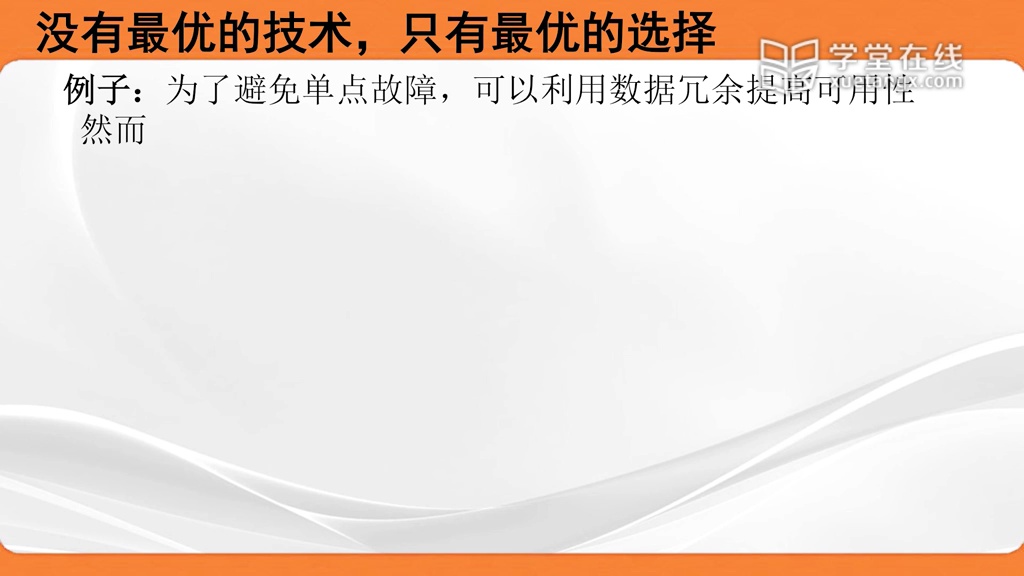 没有最优的技术，只有最优的选择
学堂在线
xuetangx.com
例子：为了避免单点故障，可以利用数据冗余提高可用性
然而